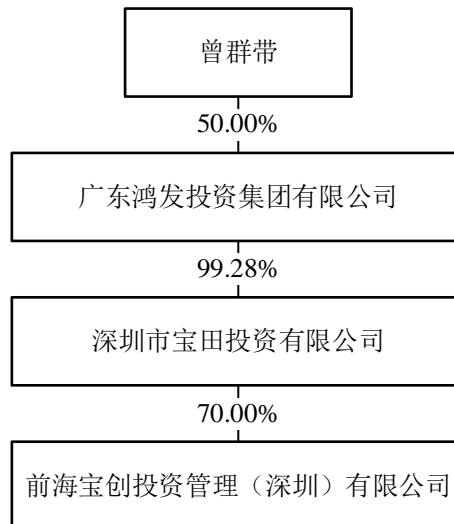 曾群带
50.00%
广东鸿发投资集团有限公司
99.28%
深圳市宝田投资有限公司
70.00%
前海宝创投资管理（深圳）有限公司